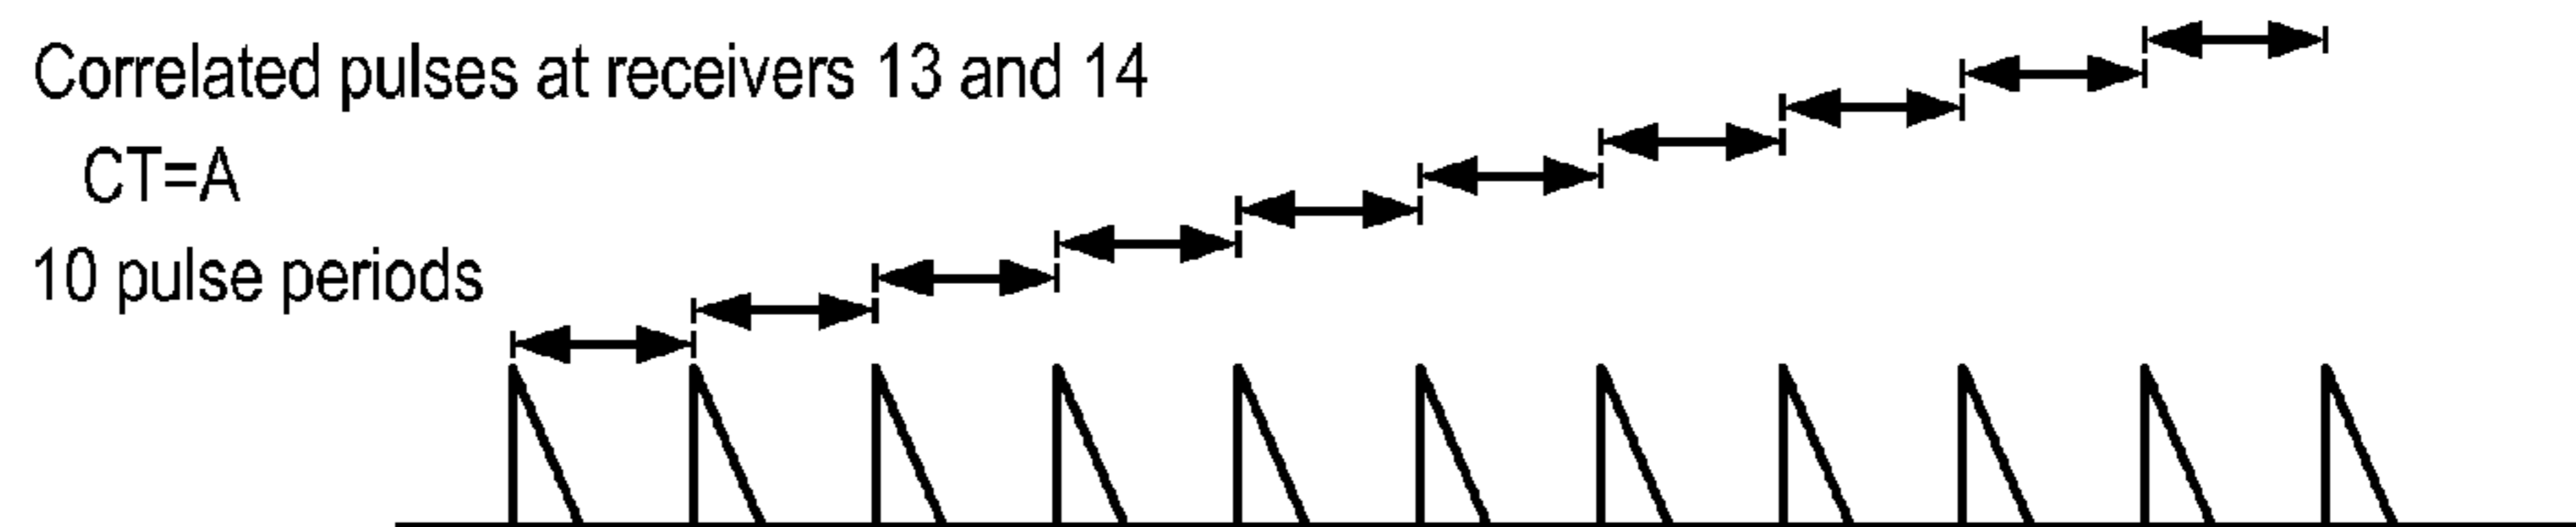 Correlated pulses at receivers 13 and 14
CT=A
10 pulse periods